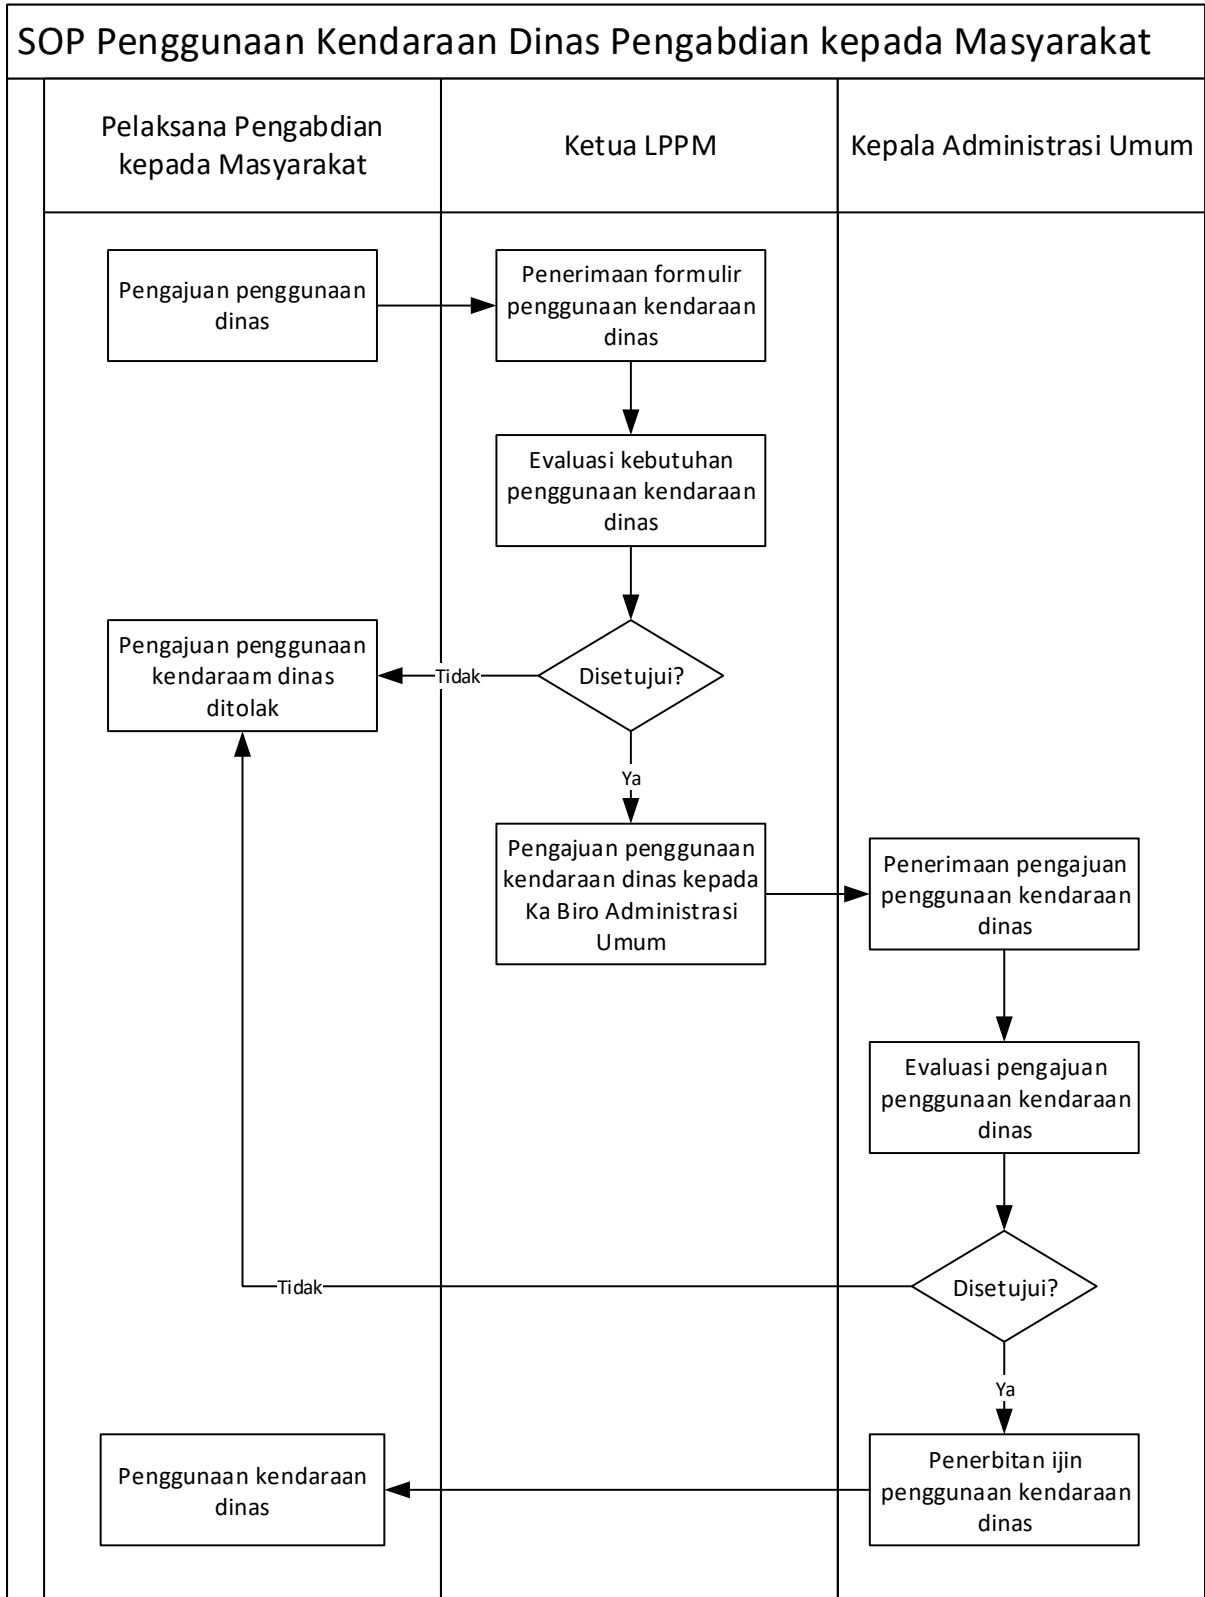 SOP Penggunaan Kendaraan Dinas Pengabdian kepada Masyarakat
Pelaksana Pengabdian
kepada Masyarakat
Ketua LPPM
Kepala Administrasi Umum
Pengajuan penggunaan
dinas
Penerimaan formulir
penggunaan kendaraan
dinas
Evaluasi kebutuhan
penggunaan kendaraan
dinas
Pengajuan penggunaan
kendaraam dinas
ditolak
Tidak
Disetujui?
Ya
Pengajuan penggunaan
kendaraan dinas kepada
Ka Biro Administrasi
Umum
Penerimaan pengajuan
penggunaan kendaraan
dinas
Evaluasi pengajuan
penggunaan kendaraan
dinas
Tidak
Disetujui?
Ya
Penggunaan kendaraan
dinas
Penerbitan ijin
penggunaan kendaraan
dinas